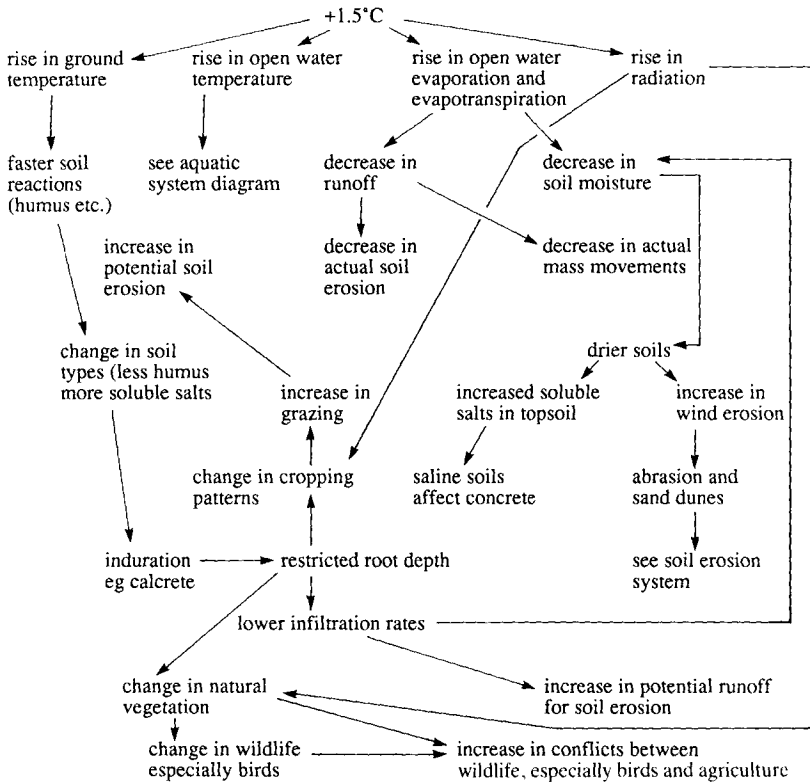 +1.5°C
rise in ground
temperature
rise in open water
temperature
rise in open water
evaporation and
evapotranspiration
rise in
radiation
faster soil
reactions
(humus etc.)
see aquatic
system diagram
decrease in
runoff
decrease in
soil moisture
increase in
potential soil
erosion
decrease in
actual soil
erosion
decrease in actual
mass movements
change in soil
types (less humus
more soluble salts
increase in
grazing
drier soils
increased soluble
salts in topsoil
increase in
wind erosion
change in cropping
patterns
saline soils
affect concrete
abrasion and
sand dunes
induration
eg calcrete
restricted root depth
see soil erosion
system
lower infiltration rates
change in natural
vegetation
increase in potential runoff
for soil erosion
change in wildlife
especially birds
increase in conflicts between
wildlife, especially birds and agriculture